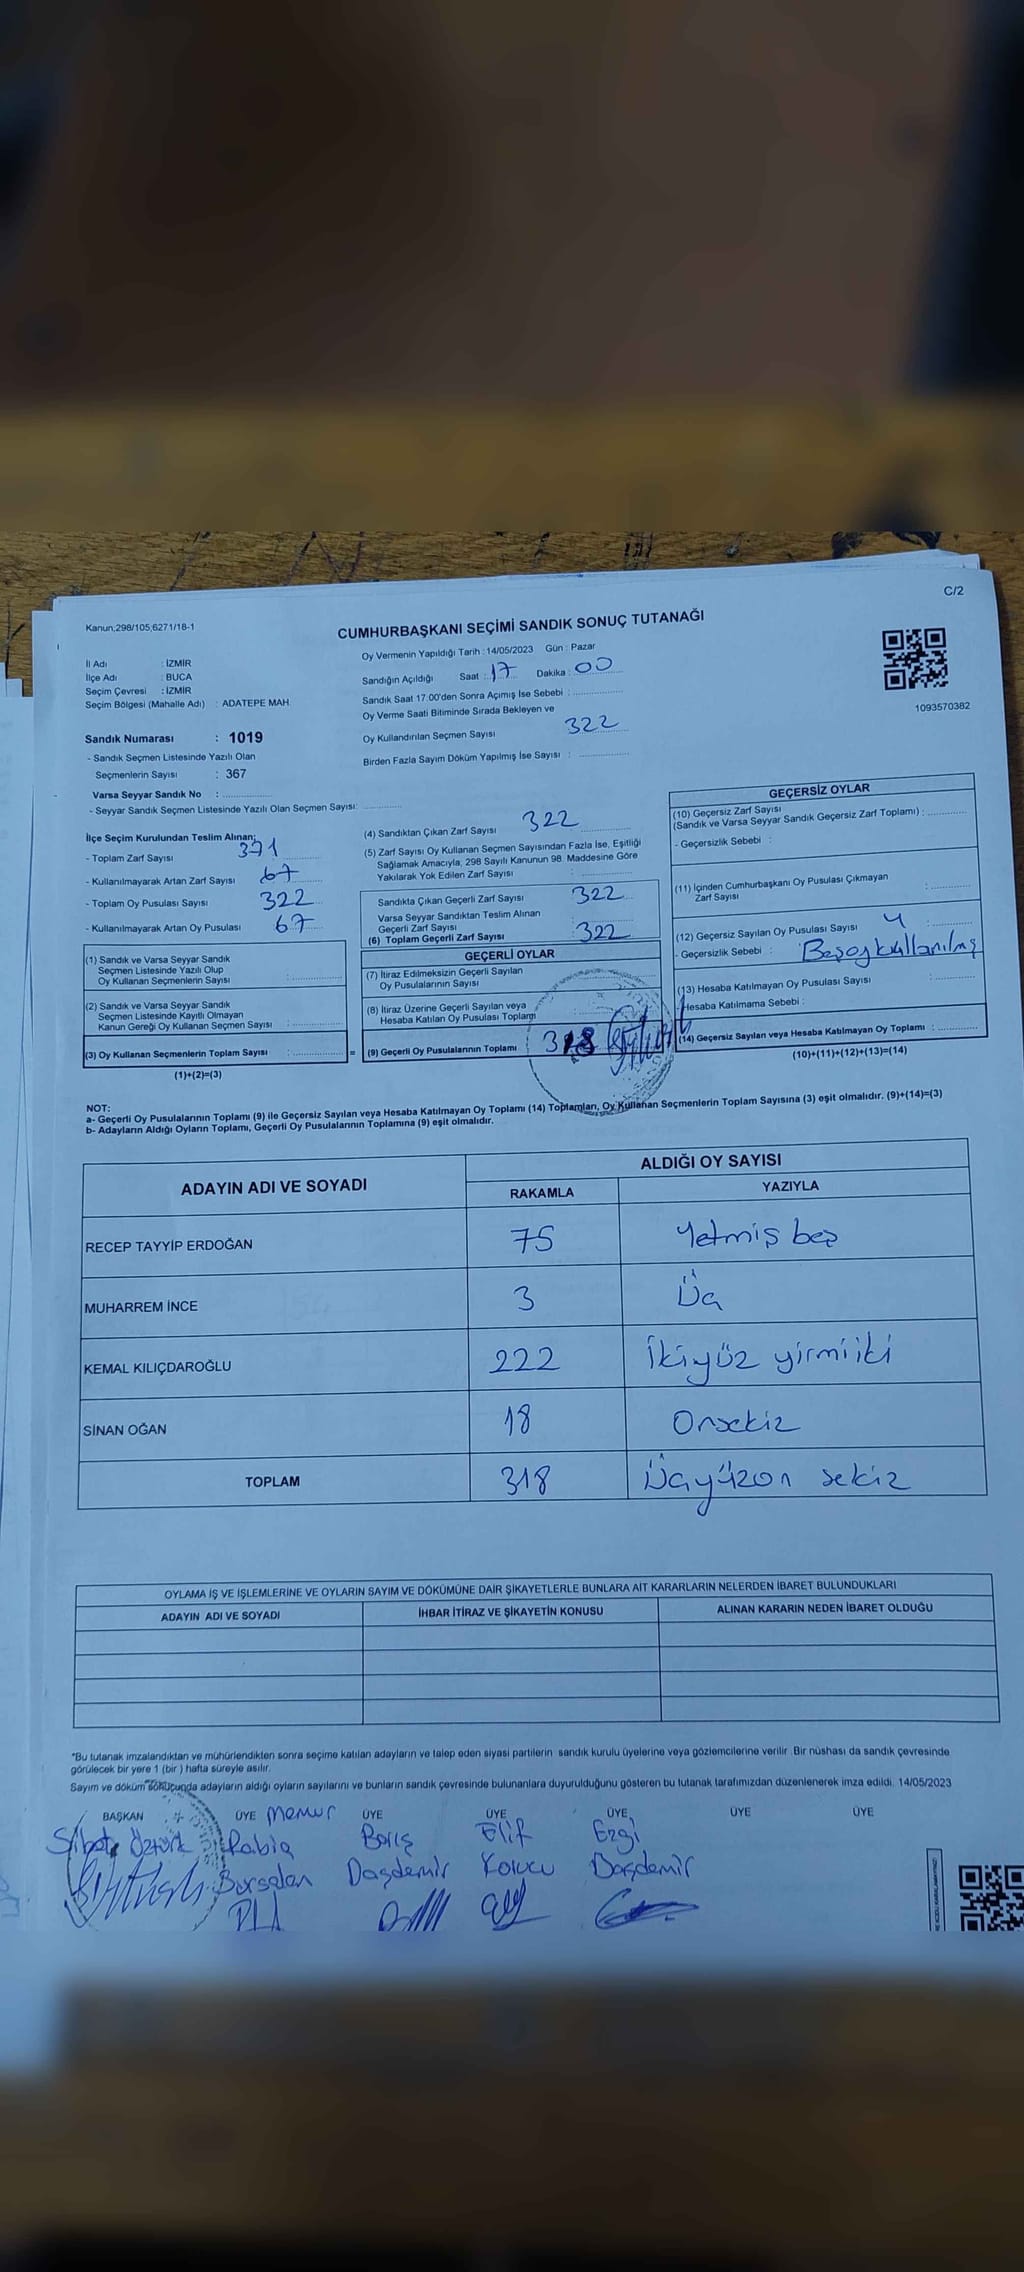 C/2
Kanun,298/105,6271/18-1
CUMHURBAŞKANI SEÇİMİ SANDIK SONUÇ TUTANAĞI
İl Adı : İZMİR
İlçe Adı : BUCA
Seçim Çevresi : İZMİR
Seçim Bölgesi (Mahalle Adı) : ADATEPE MAH.
Oy Vermenin Yapıldığı Tarih : 14/05/2023 Gün : Pazar
Sandığın Açıldığı Saat : 17 Dakika : 00
Sandık Saat 17.00'den Sonra Açımış İse Sebebi :
Oy Verme Saati Bitiminde Sırada Bekleyen ve
Oy Kullandırılan Seçmen Sayısı 322
Birden Fazla Sayım Döküm Yapılmış İse Sayısı :
1093570382
Sandık Numarası : 1019
- Sandık Seçmen Listesinde Yazılı Olan
Seçmenlerin Sayısı : 367
Varsa Seyyar Sandık No :
- Seyyar Sandık Seçmen Listesinde Yazılı Olan Seçmen Sayısı:
İlçe Seçim Kurulundan Teslim Alınan;
- Toplam Zarf Sayısı 371
- Kullanılmayarak Artan Zarf Sayısı 67
- Toplam Oy Pusulası Sayısı 322
- Kullanılmayarak Artan Oy Pusulası 67
(1) Sandık ve Varsa Seyyar Sandık
Seçmen Listesinde Yazılı Olup
Oy Kullanan Seçmenlerin Sayısı :
(2) Sandık ve Varsa Seyyar Sandık
Seçmen Listesinde Kayıtlı Olmayan
Kanun Gereği Oy Kullanan Seçmen Sayısı :
(3) Oy Kullanan Seçmenlerin Toplam Sayısı : =
(1)+(2)=(3)
(4) Sandıktan Çıkan Zarf Sayısı 322
(5) Zarf Sayısı Oy Kullanan Seçmen Sayısından Fazla İse, Eşitliği
Sağlamak Amacıyla, 298 Sayılı Kanunun 98. Maddesine Göre
Yakılarak Yok Edilen Zarf Sayısı :
Sandıkta Çıkan Geçerli Zarf Sayısı 322
Varsa Seyyar Sandıktan Teslim Alınan
Geçerli Zarf Sayısı
(6) Toplam Geçerli Zarf Sayısı 322
GEÇERLİ OYLAR
(7) İtiraz Edilmeksizin Geçerli Sayılan
Oy Pusulalarının Sayısı
(8) İtiraz Üzerine Geçerli Sayılan veya
Hesaba Katılan Oy Pusulası Toplamı
(9) Geçerli Oy Pusulalarının Toplamı 318
GEÇERSİZ OYLAR
(10) Geçersiz Zarf Sayısı
(Sandık ve Varsa Seyyar Sandık Geçersiz Zarf Toplamı) :
- Geçersizlik Sebebi :
(11) İçinden Cumhurbaşkanı Oy Pusulası Çıkmayan
Zarf Sayısı :
(12) Geçersiz Sayılan Oy Pusulası Sayısı 4
- Geçersizlik Sebebi : Boş oy kullanılmış
(13) Hesaba Katılmayan Oy Pusulası Sayısı :
Hesaba Katılmama Sebebi :
(14) Geçersiz Sayılan veya Hesaba Katılmayan Oy Toplamı :
(10)+(11)+(12)+(13)=(14)
NOT:
a- Geçerli Oy Pusulalarının Toplamı (9) ile Geçersiz Sayılan veya Hesaba Katılmayan Oy Toplamı (14) Toplamları, Oy Kullanan Seçmenlerin Toplam Sayısına (3) eşit olmalıdır. (9)+(14)=(3)
b- Adayların Aldığı Oyların Toplamı, Geçerli Oy Pusulalarının Toplamına (9) eşit olmalıdır.
ADAYIN ADI VE SOYADI ALDIĞI OY SAYISI
RAKAMLA YAZIYLA
RECEP TAYYİP ERDOĞAN 75 Yetmiş beş
MUHARREM İNCE 3 Üç
KEMAL KILIÇDAROĞLU 222 İkiyüz yirmiiki
SİNAN OĞAN 18 Onsekiz
TOPLAM 318 Üçyüzon sekiz
OYLAMA İŞ VE İŞLEMLERİNE VE OYLARIN SAYIM VE DÖKÜMÜNE DAİR ŞİKAYETLERLE BUNLARA AİT KARARLARIN NELERDEN İBARET BULUNDUKLARI
ADAYIN ADI VE SOYADI İHBAR İTİRAZ VE ŞİKAYETİN KONUSU ALINAN KARARIN NEDEN İBARET OLDUĞU
*Bu tutanak imzalandıktan ve mühürlendikten sonra seçime katılan adayların ve talep eden siyasi partilerin sandık kurulu üyelerine veya gözlemcilerine verilir. Bir nüshası da sandık çevresinde
görülecek bir yere 1 (bir) hafta süreyle asılır.
Sayım ve döküm sonucunda adayların aldığı oyların sayılarını ve bunların sandık çevresinde bulunanlara duyurulduğunu gösteren bu tutanak tarafımızdan düzenlenerek imza edildi. 14/05/2023
BAŞKAN ÜYE Memur ÜYE ÜYE ÜYE ÜYE ÜYE
Sibel Öztürk Rabia Barış Elif Ezgi
Daşdemir Daşdemir